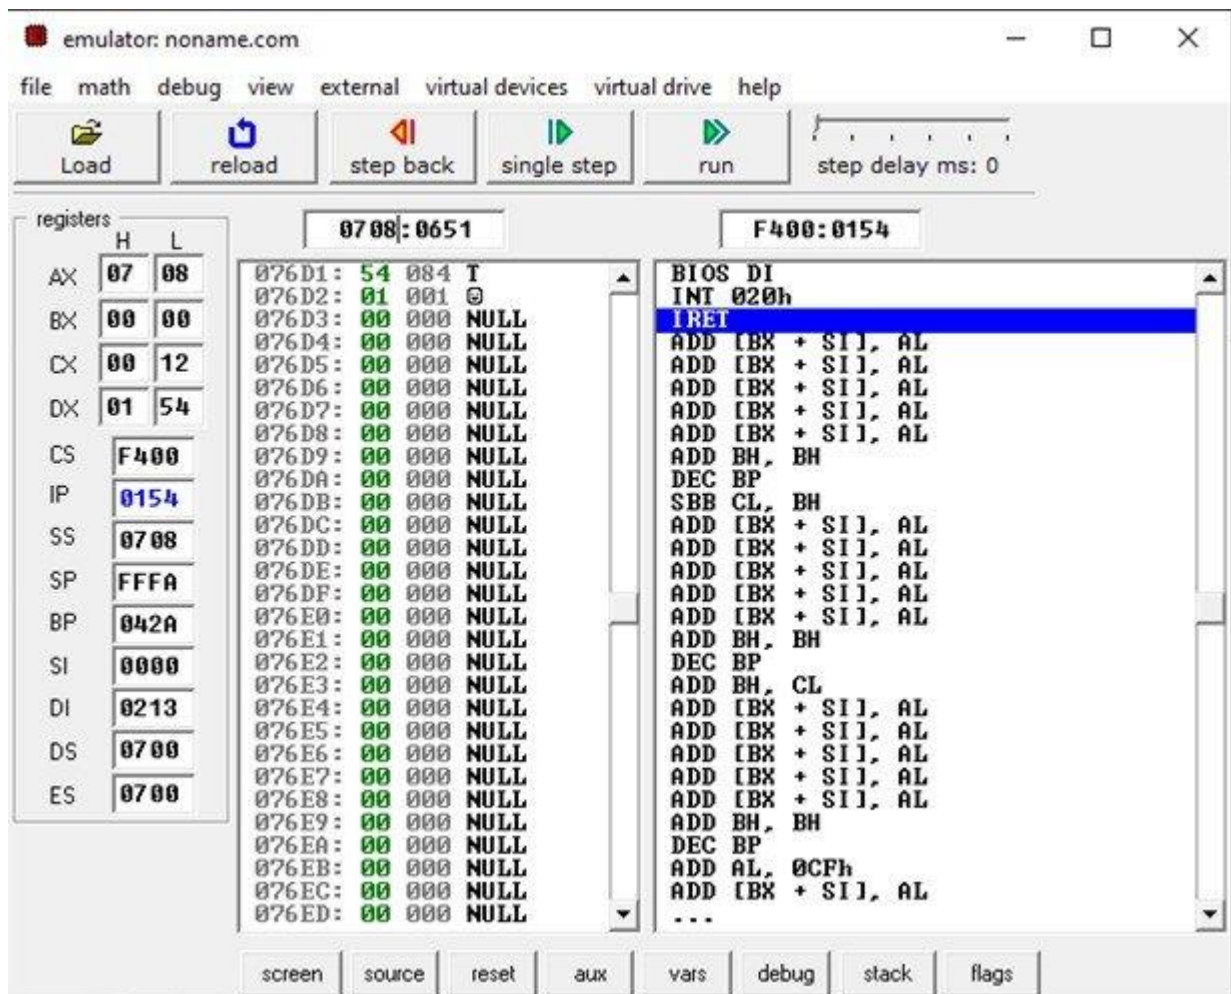 emulator: noname.com
file math debug view external virtual devices virtual drive help
Load reload step back single step run step delay ms: 0
registers
H L
AX 07 08
BX 00 00
CX 00 12
DX 01 54
CS F400
IP 0154
SS 0708
SP FFFA
BP 042A
SI 0000
DI 0213
DS 0700
ES 0700
0708:0651
076D1: 54 084 T
076D2: 01 001 ☺
076D3: 00 000 NULL
076D4: 00 000 NULL
076D5: 00 000 NULL
076D6: 00 000 NULL
076D7: 00 000 NULL
076D8: 00 000 NULL
076D9: 00 000 NULL
076DA: 00 000 NULL
076DB: 00 000 NULL
076DC: 00 000 NULL
076DD: 00 000 NULL
076DE: 00 000 NULL
076DF: 00 000 NULL
076E0: 00 000 NULL
076E1: 00 000 NULL
076E2: 00 000 NULL
076E3: 00 000 NULL
076E4: 00 000 NULL
076E5: 00 000 NULL
076E6: 00 000 NULL
076E7: 00 000 NULL
076E8: 00 000 NULL
076E9: 00 000 NULL
076EA: 00 000 NULL
076EB: 00 000 NULL
076EC: 00 000 NULL
076ED: 00 000 NULL
F400:0154
BIOS DI
INT 020h
IRET
ADD [BX + SI], AL
ADD [BX + SI], AL
ADD [BX + SI], AL
ADD [BX + SI], AL
ADD [BX + SI], AL
ADD BH, BH
DEC BP
SBB CL, BH
ADD [BX + SI], AL
ADD [BX + SI], AL
ADD [BX + SI], AL
ADD [BX + SI], AL
ADD [BX + SI], AL
ADD BH, BH
DEC BP
ADD BH, CL
ADD [BX + SI], AL
ADD [BX + SI], AL
ADD [BX + SI], AL
ADD [BX + SI], AL
ADD [BX + SI], AL
ADD BH, BH
DEC BP
ADD AL, 0CFh
ADD [BX + SI], AL
...
screen source reset aux vars debug stack flags